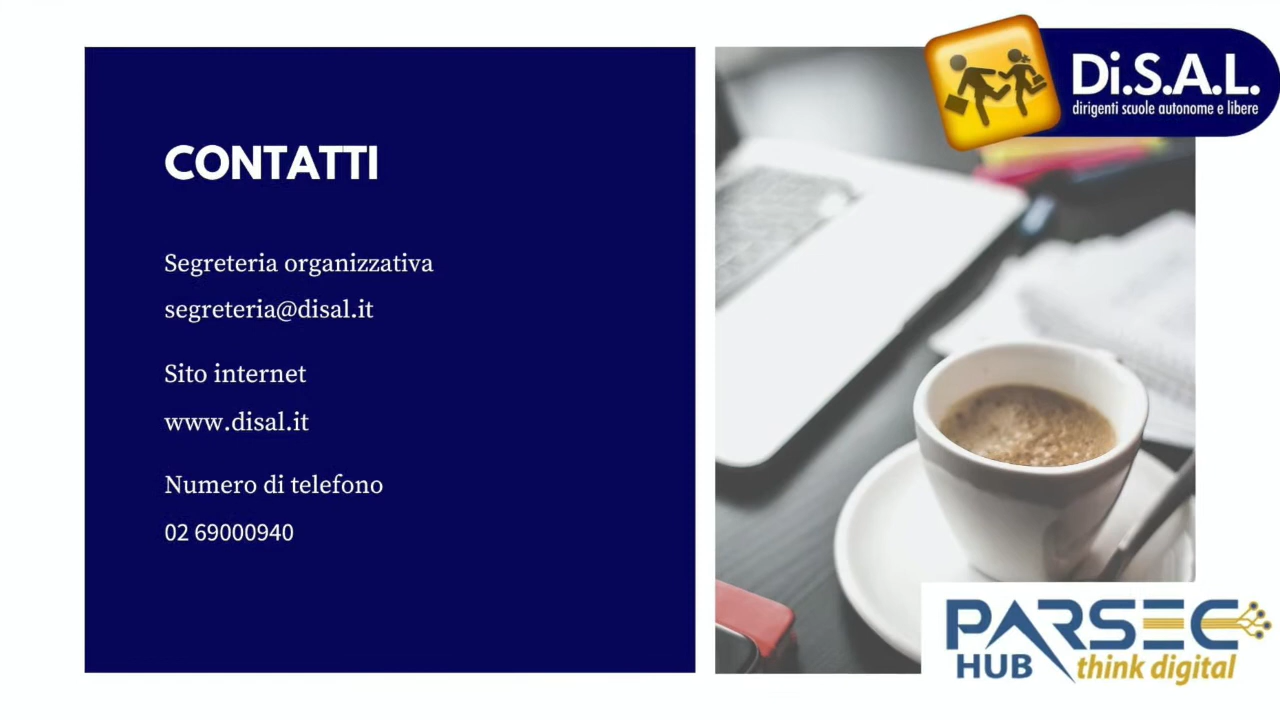 CONTATTI
Segreteria organizzativa
segreteria@disal.it
Sito internet
www.disal.it
Numero di telefono
02 69000940
Di.S.A.L.
dirigenti scuole autonome e libere
PARSEC
HUB think digital